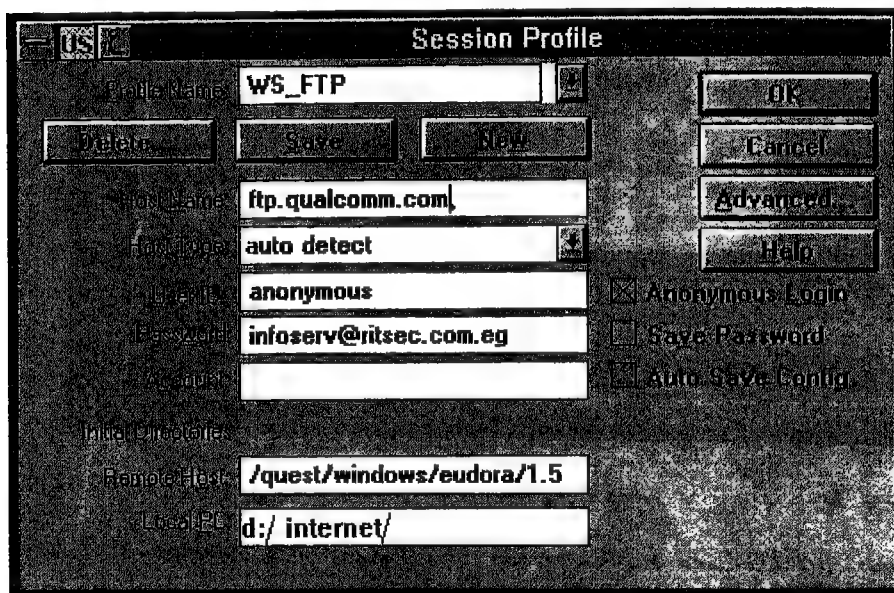 US
Session Profile
Profile Name
WS_FTP
OK
Delete...
Save
New
Cancel
Host Name
ftp.qualcomm.com
Advanced...
Host Type
auto detect
Help
User ID
anonymous
Anonymous Login
Password
infoserv@ritsec.com.eg
Save Password
Account
Auto Save Config.
Initial Directories
Remote Host
/quest/windows/eudora/1.5
Local PC
d:/ internet/